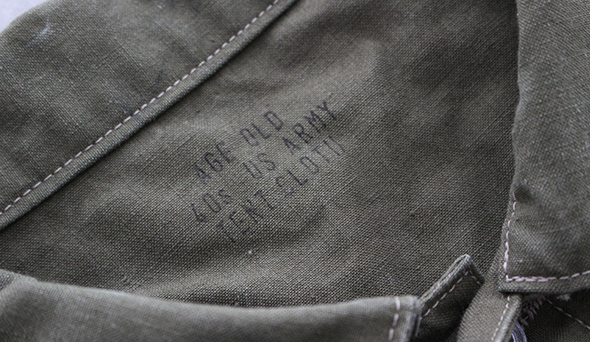 AGE OLD
40S US ARMY
TENT CLOTH